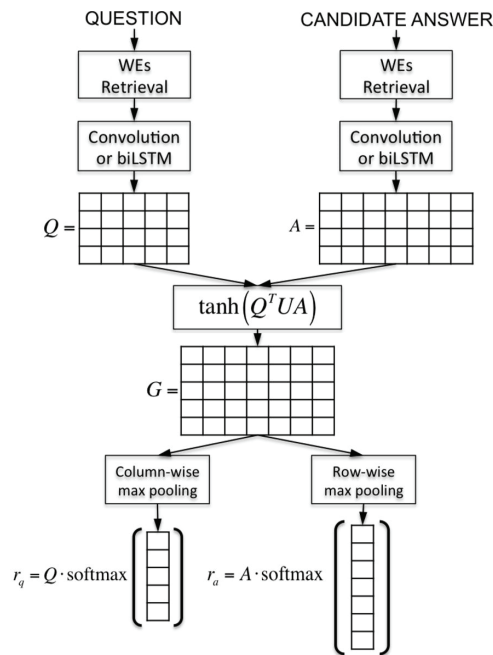 QUESTION
CANDIDATE ANSWER
WEs
Retrieval
WEs
Retrieval
Convolution
or biLSTM
Convolution
or biLSTM
Q =
A =
tanh(Q^T UA)
G =
Column-wise
max pooling
Row-wise
max pooling
r_q = Q · softmax
r_a = A · softmax